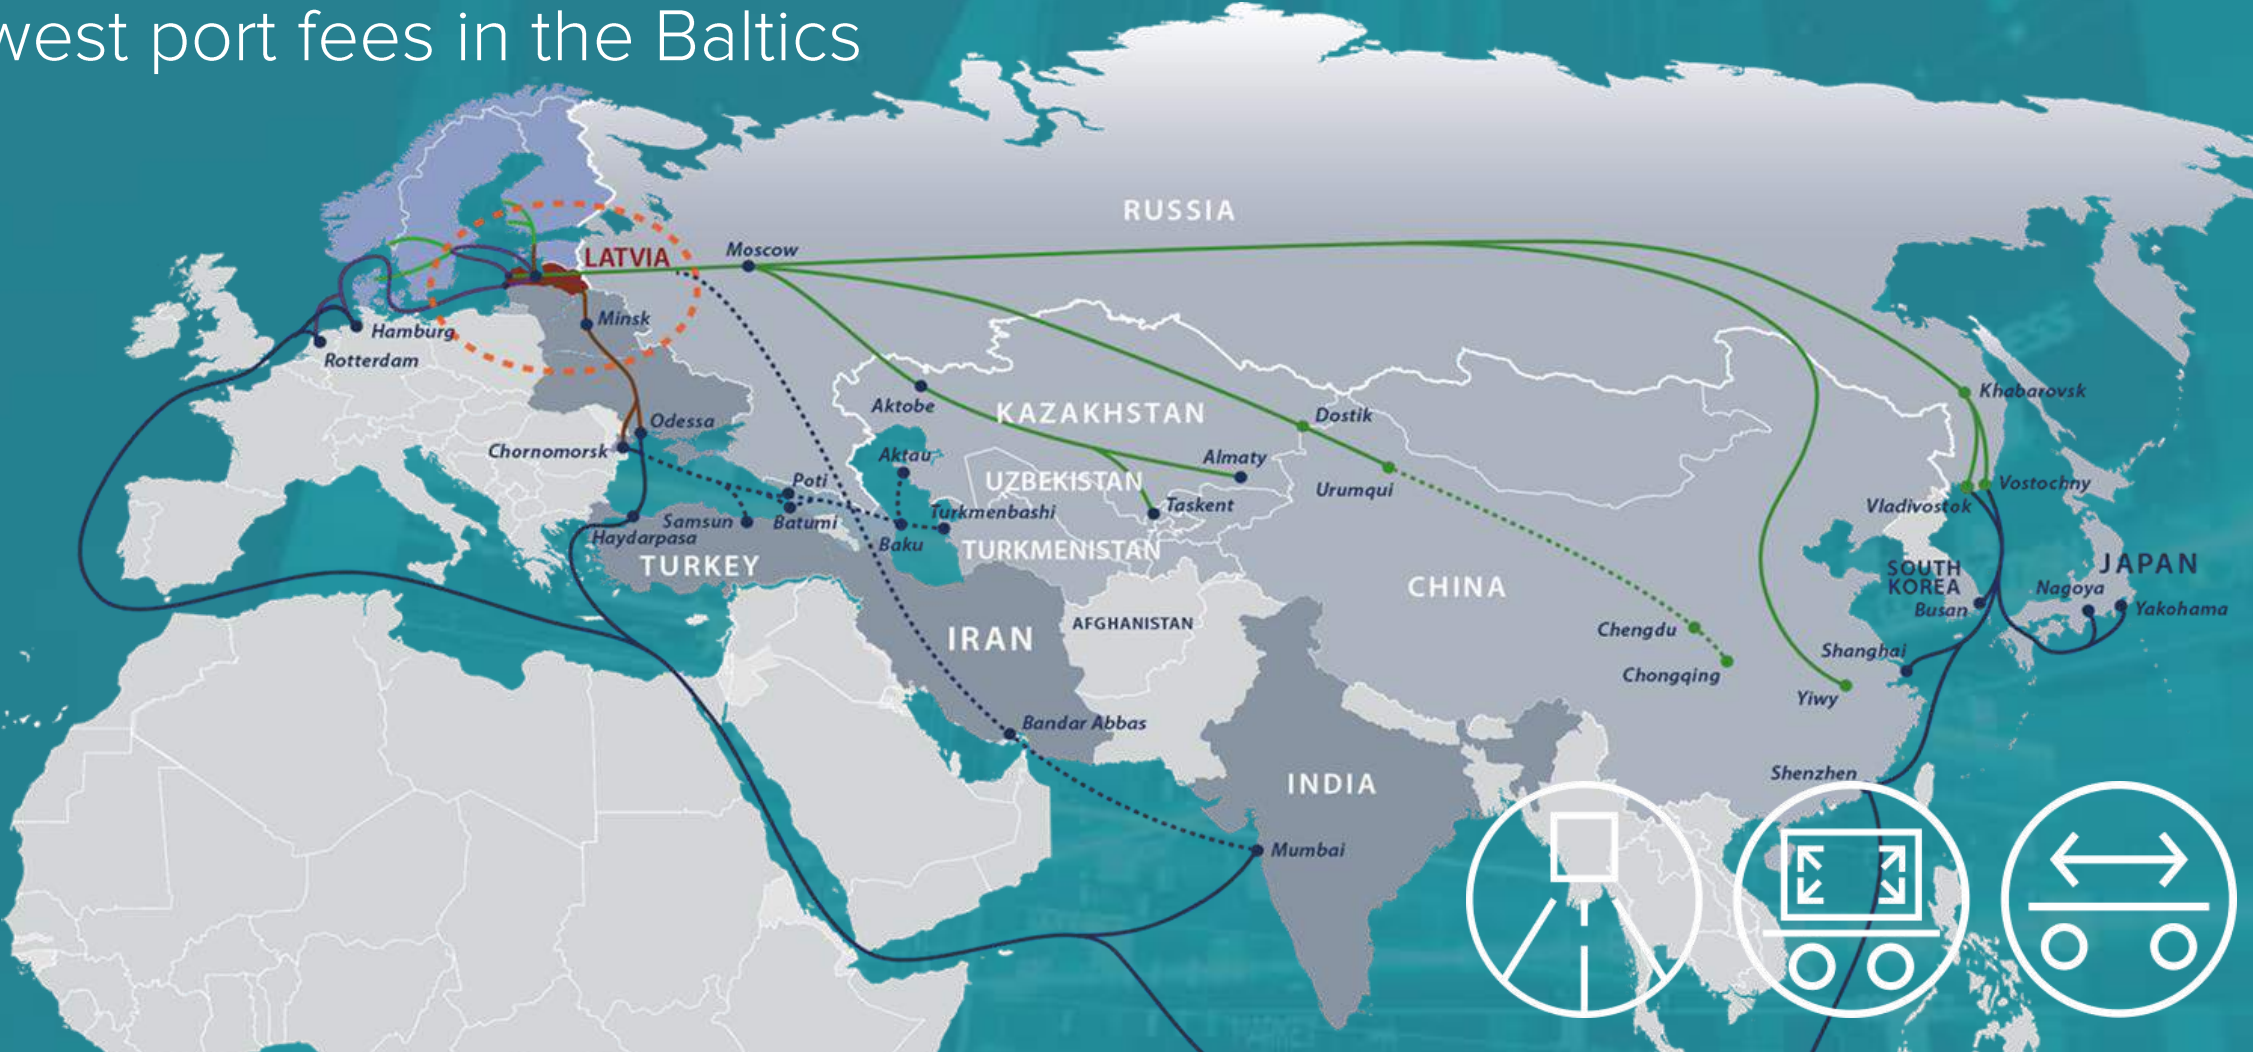 west port fees in the Baltics
RUSSIA
LATVIA
Moscow
Minsk
Hamburg
Rotterdam
Khabarovsk
Aktobe
KAZAKHSTAN
Dostik
Odessa
Chornomorsk
Aktau
Almaty
Poti
UZBEKISTAN
Urumqui
Vostochny
Vladivostok
Turkmenbashi
Taskent
Samsun
Batumi
Haydarpasa
Baku
TURKMENISTAN
TURKEY
CHINA
SOUTH
KOREA
JAPAN
Nagoya
Busan
Yakohama
AFGHANISTAN
IRAN
Chengdu
Shanghai
Chongqing
Yiwy
Bandar Abbas
INDIA
Shenzhen
Mumbai